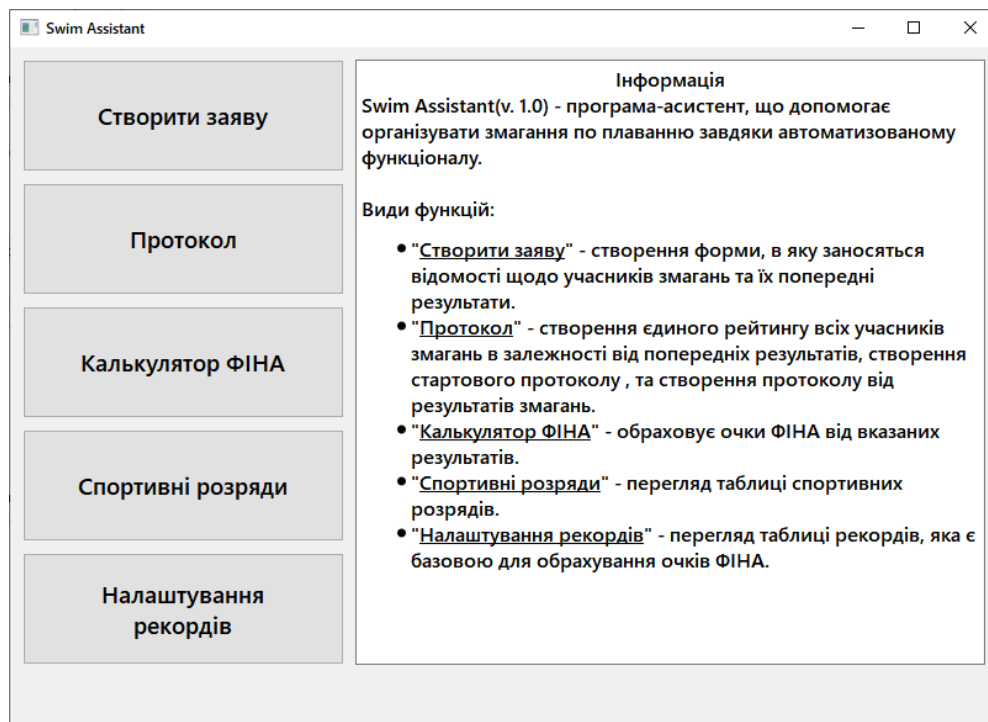 Swim Assistant
Створити заяву
Протокол
Калькулятор ФІНА
Спортивні розряди
Налаштування
рекордів
Інформація
Swim Assistant(v. 1.0) - програма-асистент, що допомогає
організувати змагання по плаванню завдяки автоматизованому
функціоналу.
Види функцій:
"Створити заяву" - створення форми, в яку заносяться
відомості щодо учасників змагань та їх попередні
результати.
"Протокол" - створення єдиного рейтингу всіх учасників
змагань в залежності від попередніх результатів, створення
стартового протоколу , та створення протоколу від
результатів змагань.
"Калькулятор ФІНА" - обраховує очки ФІНА від вказаних
результатів.
"Спортивні розряди" - перегляд таблиці спортивних
розрядів.
"Налаштування рекордів" - перегляд таблиці рекордів, яка є
базовою для обрахування очків ФІНА.